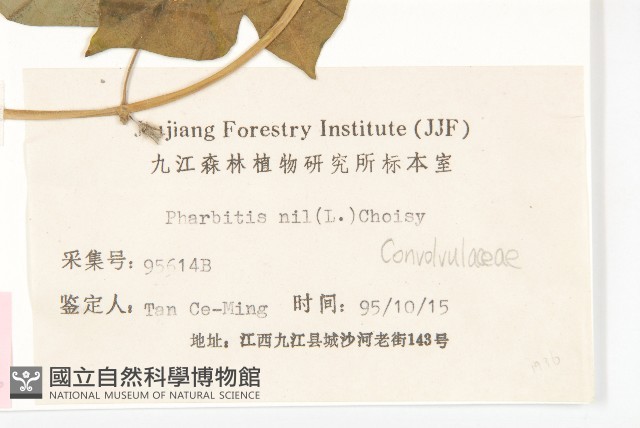 Jiujiang Forestry Institute (JJF)
九江森林植物研究所标本室
Pharbitis nil(L.)Choisy
Convolvulaceae
采集号: 95614B
鉴定人: Tan Ce-Ming 时间: 95/10/15
地址: 江西九江县城沙河老街143号
國立自然科學博物館
NATIONAL MUSEUM OF NATURAL SCIENCE